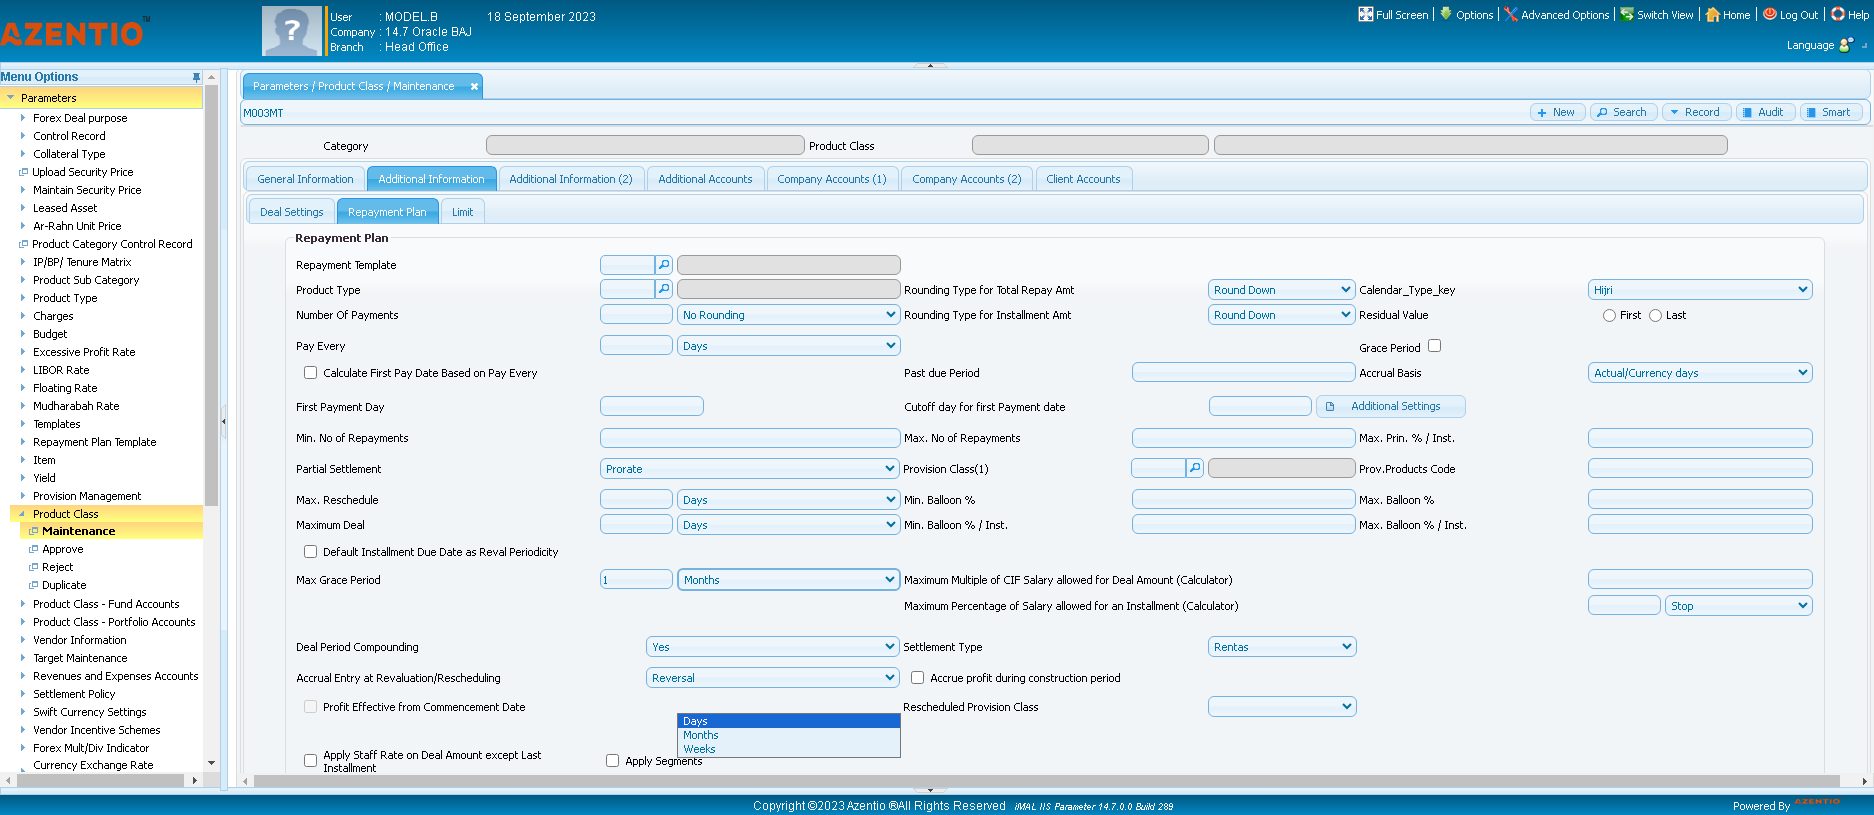 AZENTIO™
User : MODEL.B 18 September 2023
Company : 14.7 Oracle BAJ
Branch : Head Office
Full Screen Options Advanced Options Switch View Home Log Out Help
Language
Menu Options
Parameters
Forex Deal purpose
Control Record
Collateral Type
Upload Security Price
Maintain Security Price
Leased Asset
Ar-Rahn Unit Price
Product Category Control Record
IP/BP/ Tenure Matrix
Product Sub Category
Product Type
Charges
Budget
Excessive Profit Rate
LIBOR Rate
Floating Rate
Mudharabah Rate
Templates
Repayment Plan Template
Item
Yield
Provision Management
Product Class
Maintenance
Approve
Reject
Duplicate
Product Class - Fund Accounts
Product Class - Portfolio Accounts
Vendor Information
Target Maintenance
Revenues and Expenses Accounts
Settlement Policy
Swift Currency Settings
Vendor Incentive Schemes
Forex Mult/Div Indicator
Currency Exchange Rate
Parameters / Product Class / Maintenance
M003MT New Search Record Audit Smart
Category Product Class
General Information Additional Information Additional Information (2) Additional Accounts Company Accounts (1) Company Accounts (2) Client Accounts
Deal Settings Repayment Plan Limit
Repayment Plan
Repayment Template
Product Type Rounding Type for Total Repay Amt Round Down Calendar_Type_key Hijri
Number Of Payments No Rounding Rounding Type for Installment Amt Round Down Residual Value First Last
Pay Every Days Grace Period
Calculate First Pay Date Based on Pay Every Past due Period Accrual Basis Actual/Currency days
First Payment Day Cutoff day for first Payment date Additional Settings
Min. No of Repayments Max. No of Repayments Max. Prin. % / Inst.
Partial Settlement Prorate Provision Class(1) Prov.Products Code
Max. Reschedule Days Min. Balloon % Max. Balloon %
Maximum Deal Days Min. Balloon % / Inst. Max. Balloon % / Inst.
Default Installment Due Date as Reval Periodicity
Max Grace Period 1 Months Maximum Multiple of CIF Salary allowed for Deal Amount (Calculator)
Maximum Percentage of Salary allowed for an Installment (Calculator) Stop
Deal Period Compounding Yes Settlement Type Rentas
Accrual Entry at Revaluation/Rescheduling Reversal Accrue profit during construction period
Profit Effective from Commencement Date Rescheduled Provision Class
Days
Months
Weeks
Apply Staff Rate on Deal Amount except Last Installment Apply Segments
Copyright ©2023 Azentio ®All Rights Reserved iMAL IIS Parameter 14.7.0.0 Build 289
Powered By AZENTIO